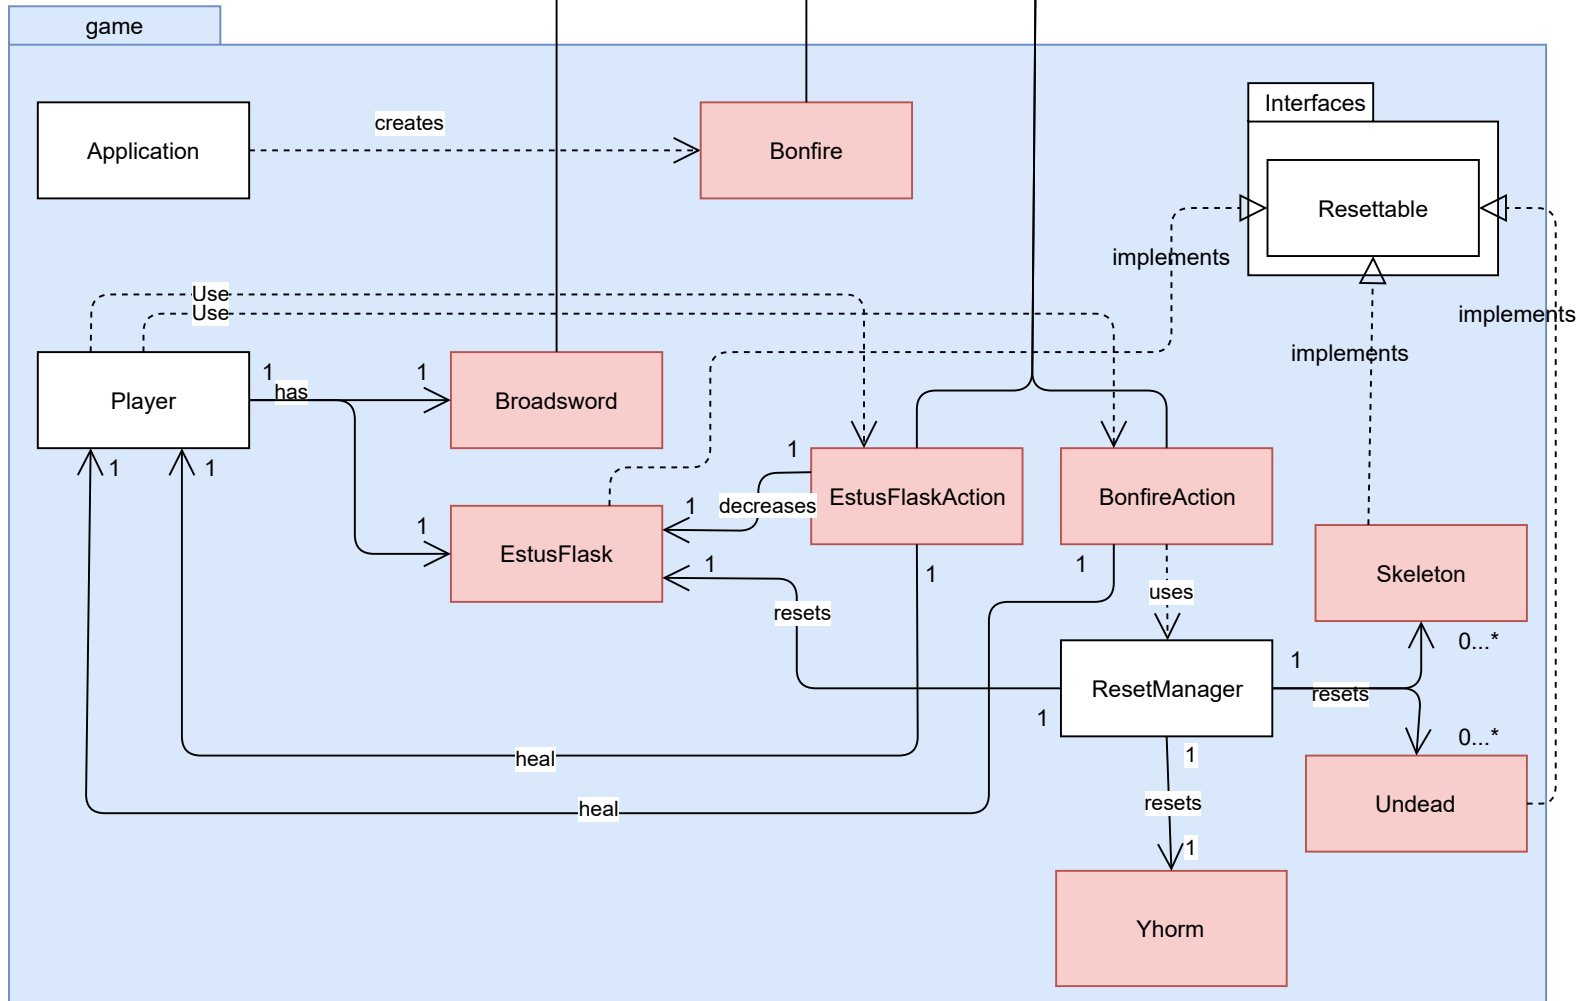 game
Application
creates
Bonfire
Interfaces
Resettable
implements
implements
implements
Use
Use
Player
1
has
1
Broadsword
1
1
1
EstusFlask
1
decreases
1
EstusFlaskAction
BonfireAction
1
resets
1
1
uses
Skeleton
ResetManager
1
1
resets
0...*
0...*
Undead
heal
heal
1
resets
1
Yhorm